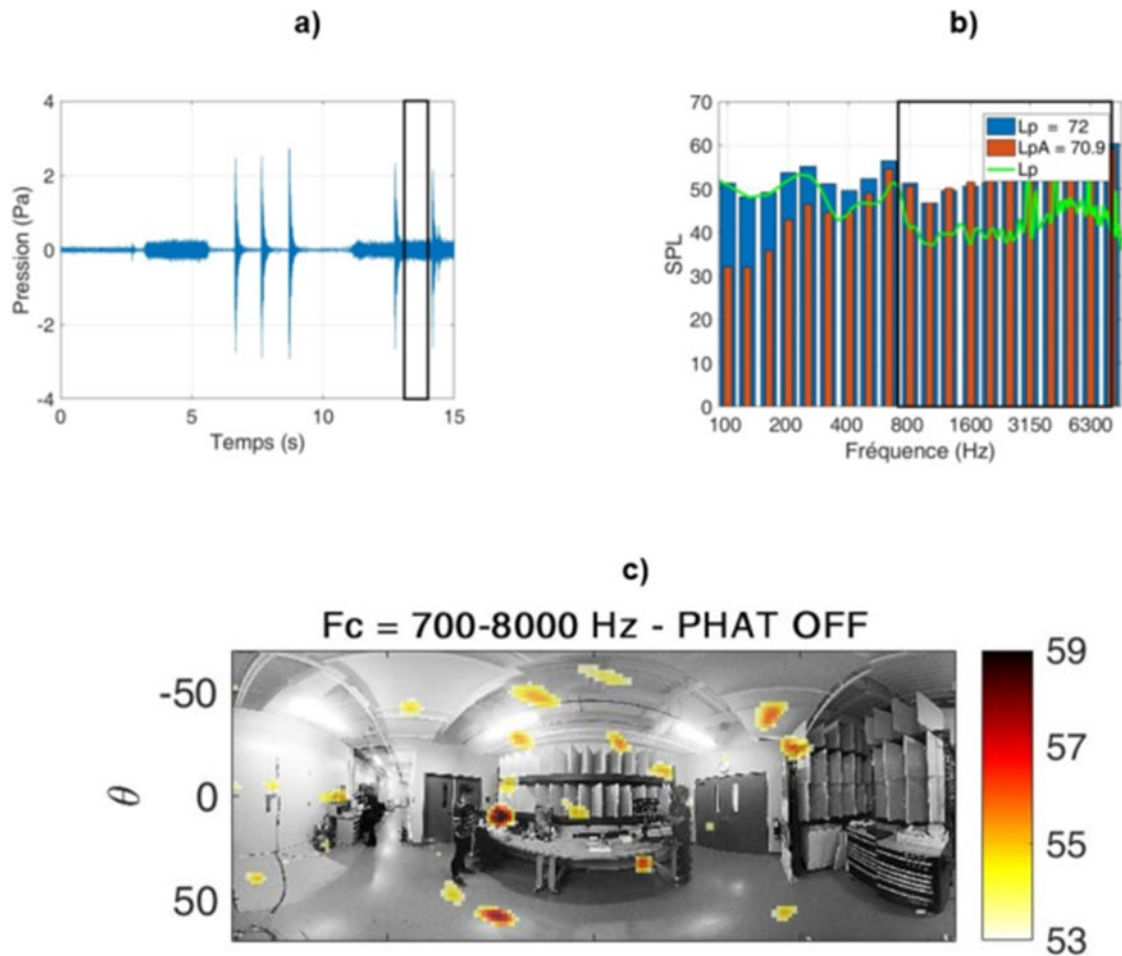 a)
4
2
0
-2
-4
Pression (Pa)
0 5 10 15
Temps (s)
b)
70
60
50
40
30
20
10
0
SPL
Lp = 72
LpA = 70.9
Lp
100 200 400 800 1600 3150 6300
Fréquence (Hz)
c)
Fc = 700-8000 Hz - PHAT OFF
-50
0
50
θ
59
57
55
53